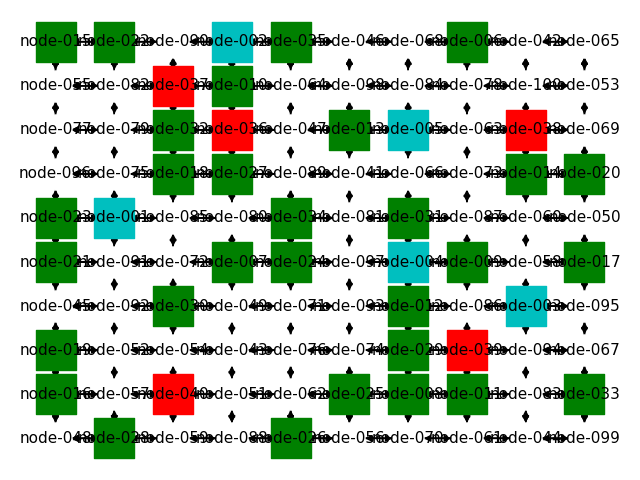 node-015 node-022 node-090 node-002 node-035 node-046 node-068 node-006 node-042 node-065
node-055 node-082 node-037 node-010 node-064 node-098 node-084 node-078 node-100 node-053
node-077 node-079 node-032 node-036 node-047 node-013 node-005 node-063 node-038 node-069
node-096 node-075 node-018 node-027 node-089 node-041 node-066 node-073 node-014 node-020
node-023 node-001 node-085 node-080 node-034 node-081 node-031 node-087 node-060 node-050
node-021 node-091 node-072 node-007 node-024 node-097 node-004 node-009 node-058 node-017
node-045 node-092 node-030 node-049 node-071 node-093 node-012 node-086 node-003 node-095
node-019 node-052 node-054 node-043 node-076 node-074 node-029 node-039 node-094 node-067
node-016 node-057 node-040 node-051 node-062 node-025 node-008 node-011 node-083 node-033
node-048 node-028 node-059 node-088 node-026 node-056 node-070 node-061 node-044 node-099